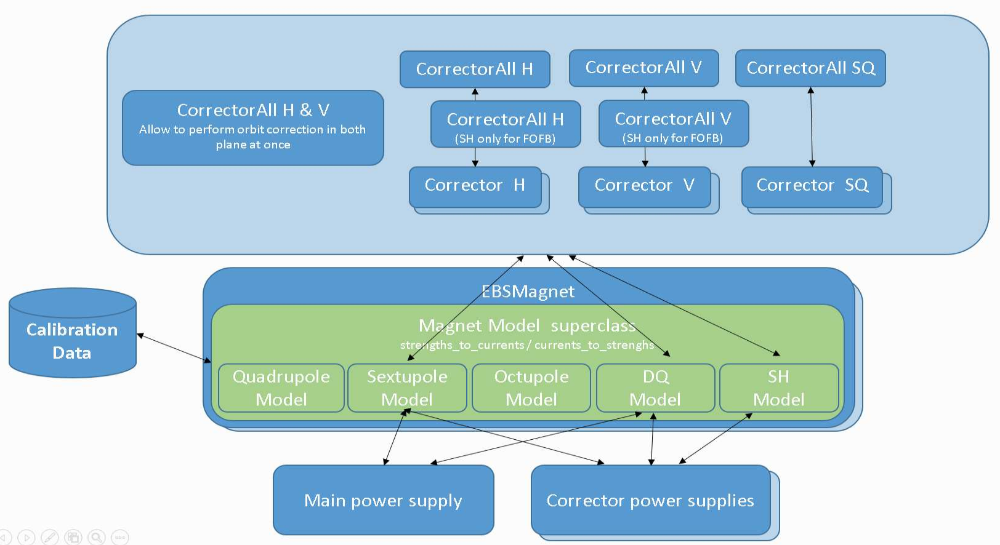 CorrectorAll H
CorrectorAll V
CorrectorAll SQ
CorrectorAll H & V
Allow to perform orbit correction in both
plane at once
CorrectorAll H
(SH only for FOFB)
CorrectorAll V
(SH only for FOFB)
Corrector H
Corrector V
Corrector SQ
EBSMagnet
Magnet Model superclass
strengths_to_currents / currents_to_strenghs
Calibration
Data
Quadrupole
Model
Sextupole
Model
Octupole
Model
DQ
Model
SH
Model
Main power supply
Corrector power supplies